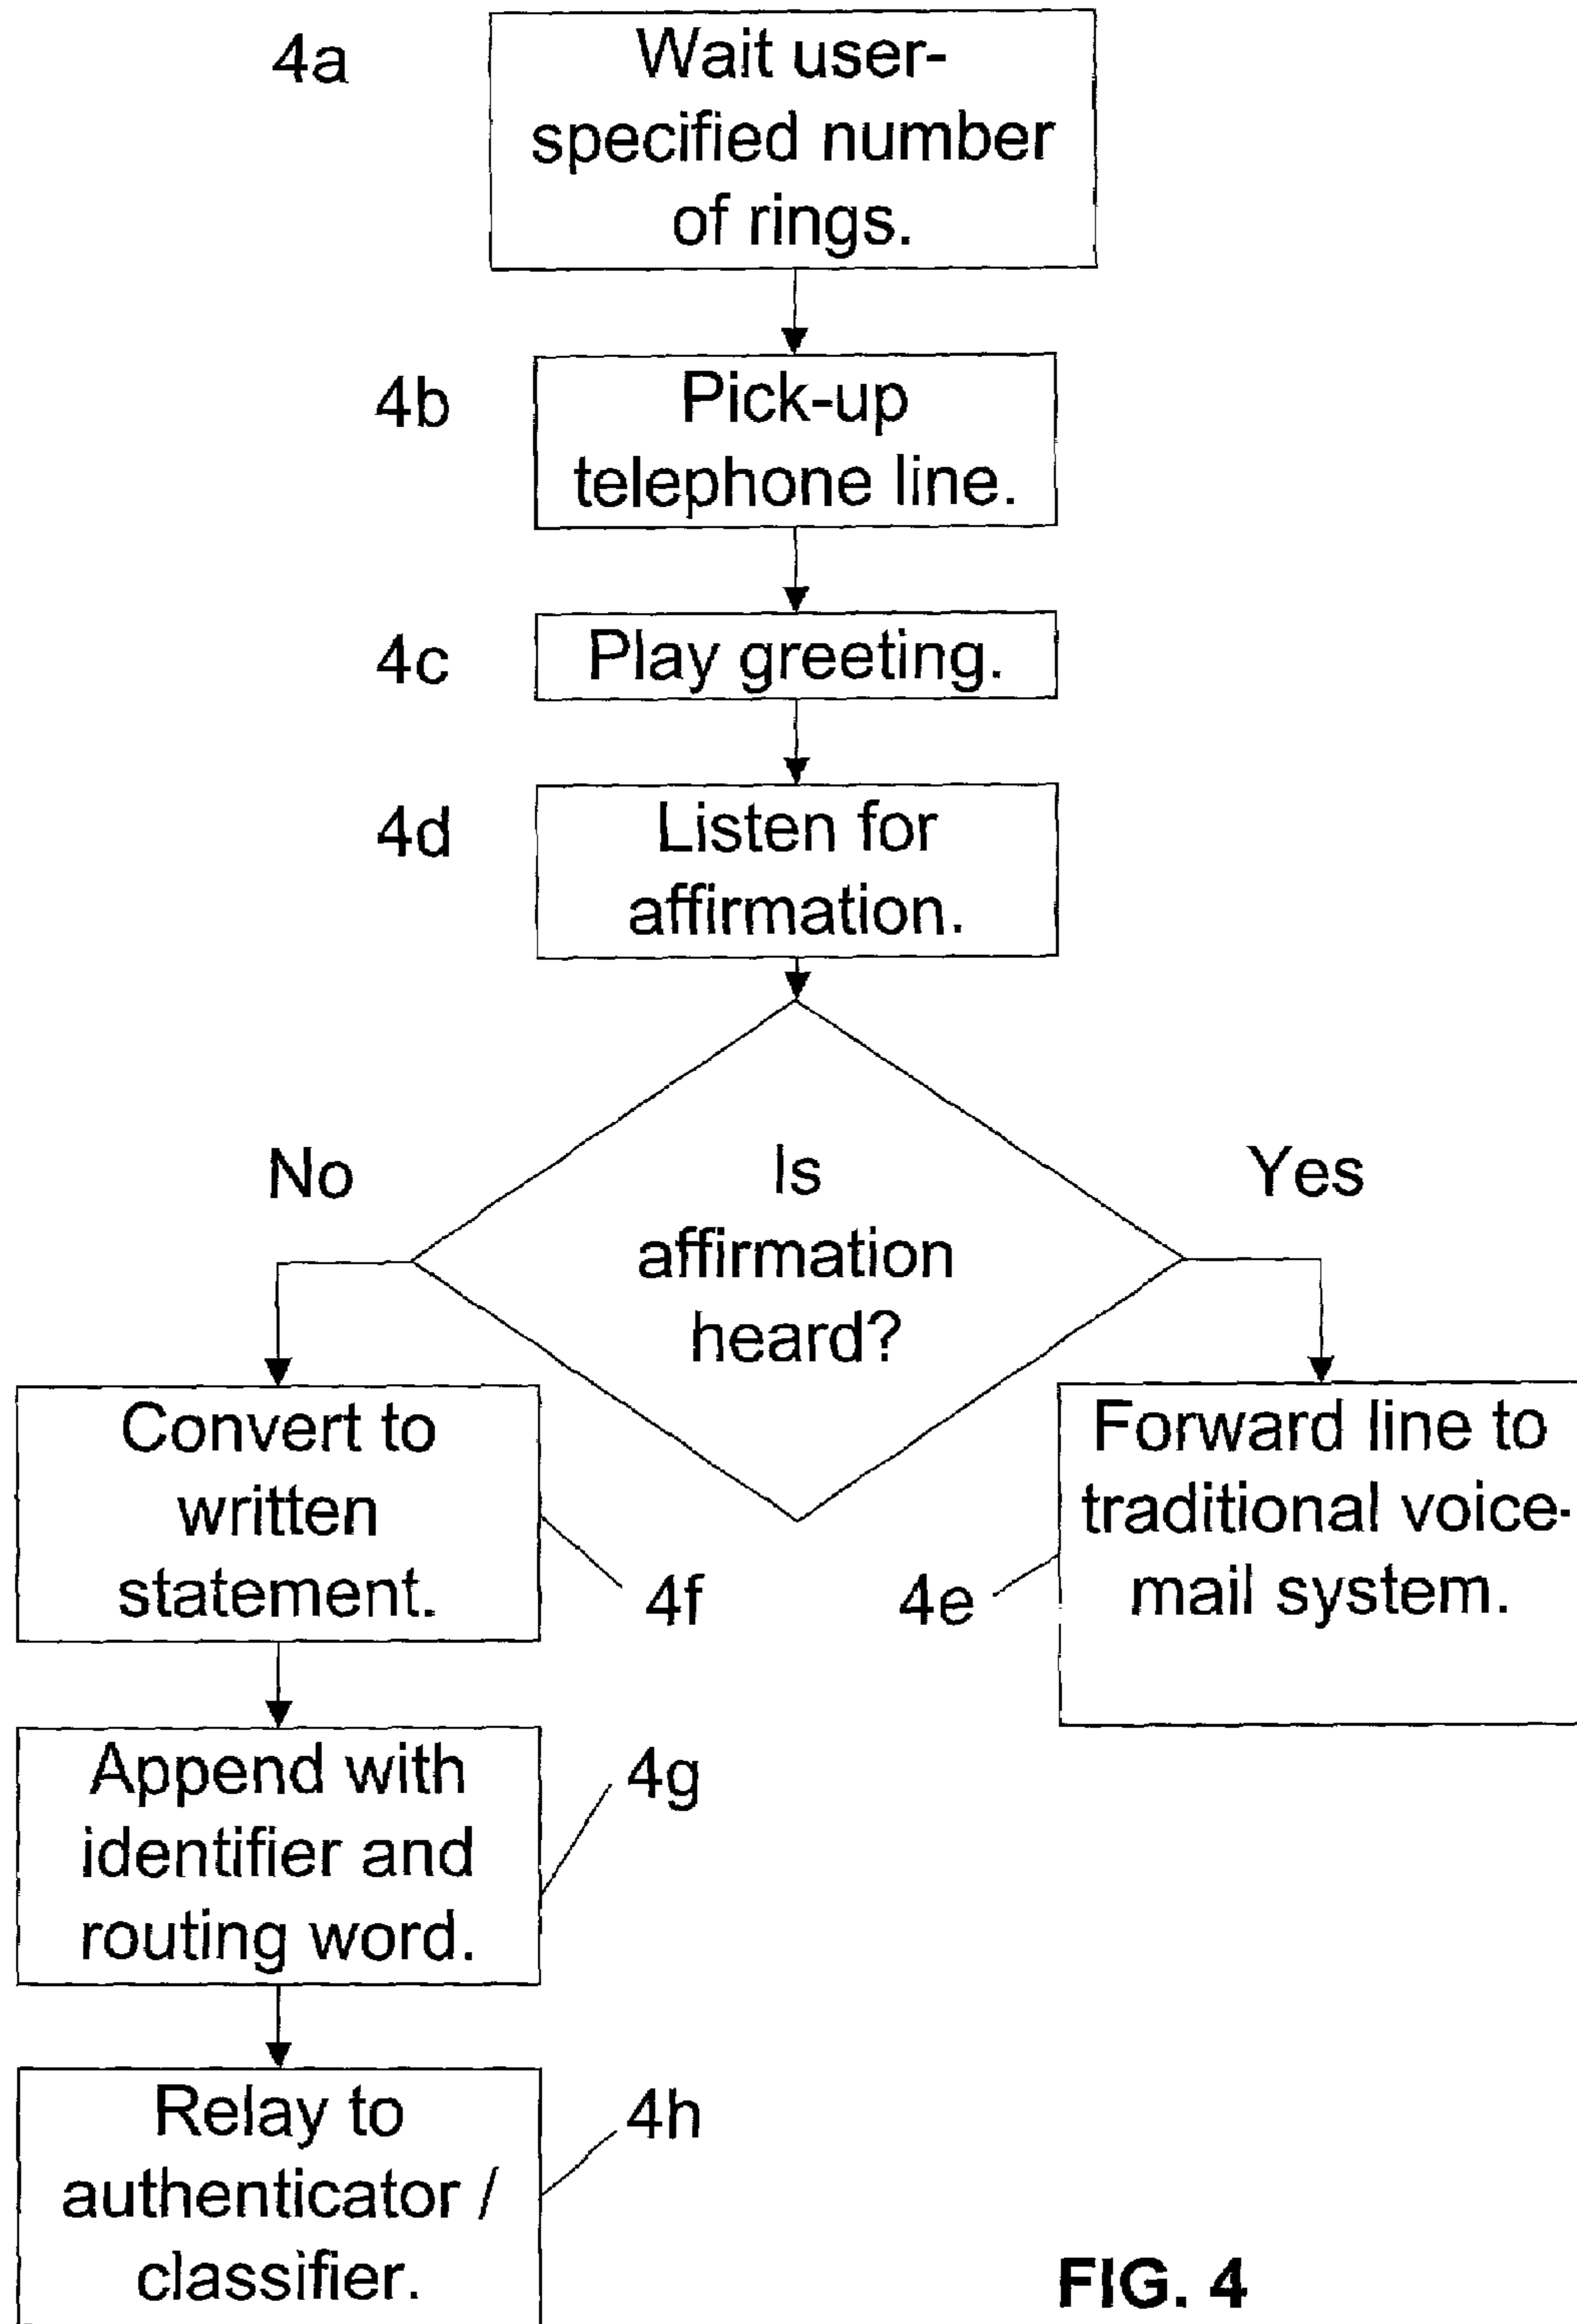 4a
Wait user-
specified number
of rings.
4b
Pick-up
telephone line.
4c
Play greeting.
4d
Listen for
affirmation.
No
Is
affirmation
heard?
Yes
Convert to
written
statement.
4f
4e
Forward line to
traditional voice-
mail system.
Append with
identifier and
routing word.
4g
Relay to
authenticator /
classifier.
4h
FIG. 4